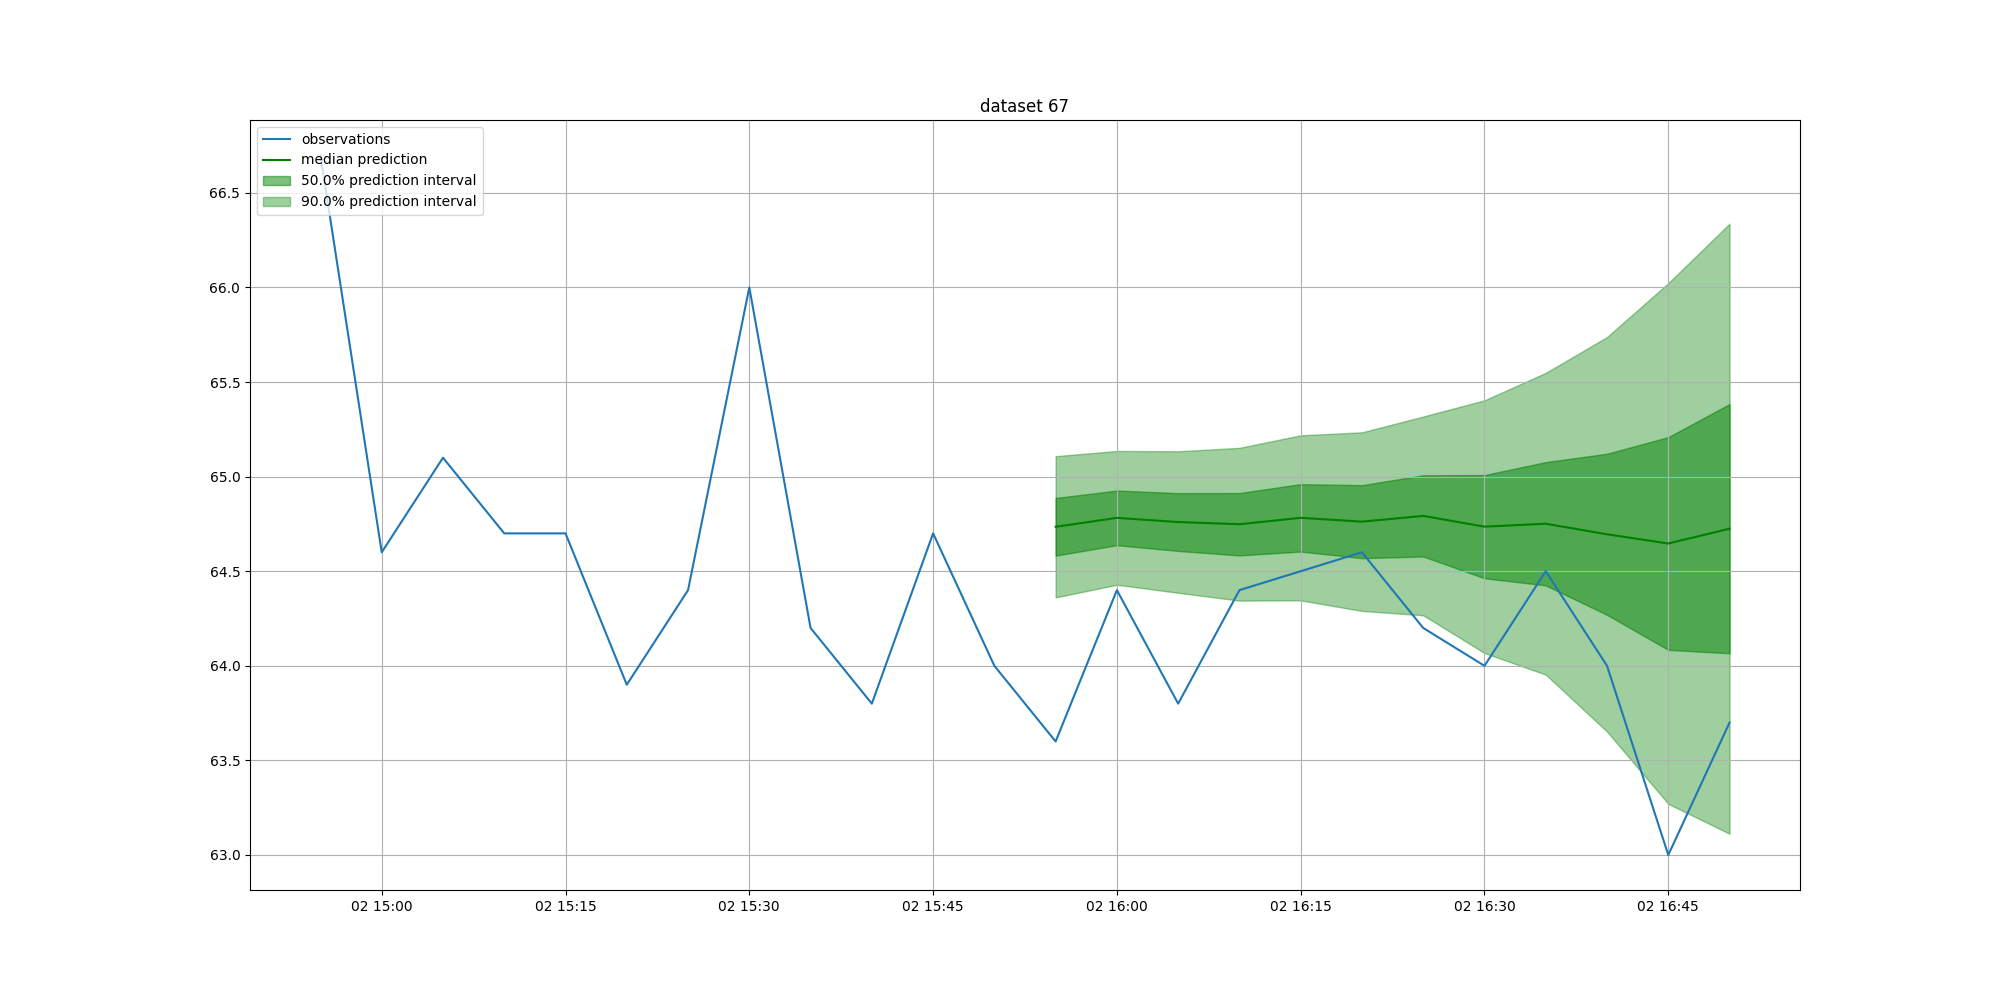 dataset 67
observations
median prediction
50.0% prediction interval
90.0% prediction interval
66.5
66.0
65.5
65.0
64.5
64.0
63.5
63.0
02 15:00 02 15:15 02 15:30 02 15:45 02 16:00 02 16:15 02 16:30 02 16:45